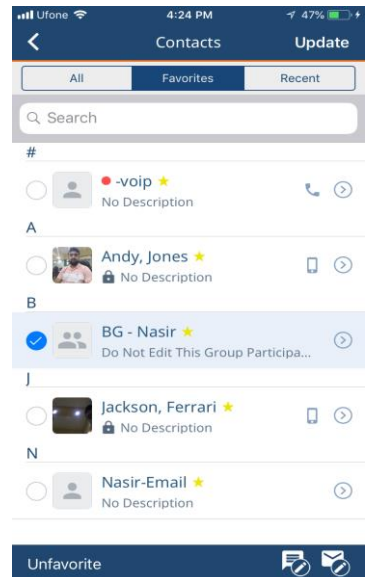 Ufone 4:24 PM 47%
Contacts Update
All Favorites Recent
Search
#
-voip
No Description
A
Andy, Jones
No Description
B
BG - Nasir
Do Not Edit This Group Participa...
J
Jackson, Ferrari
No Description
N
Nasir-Email
No Description
Unfavorite